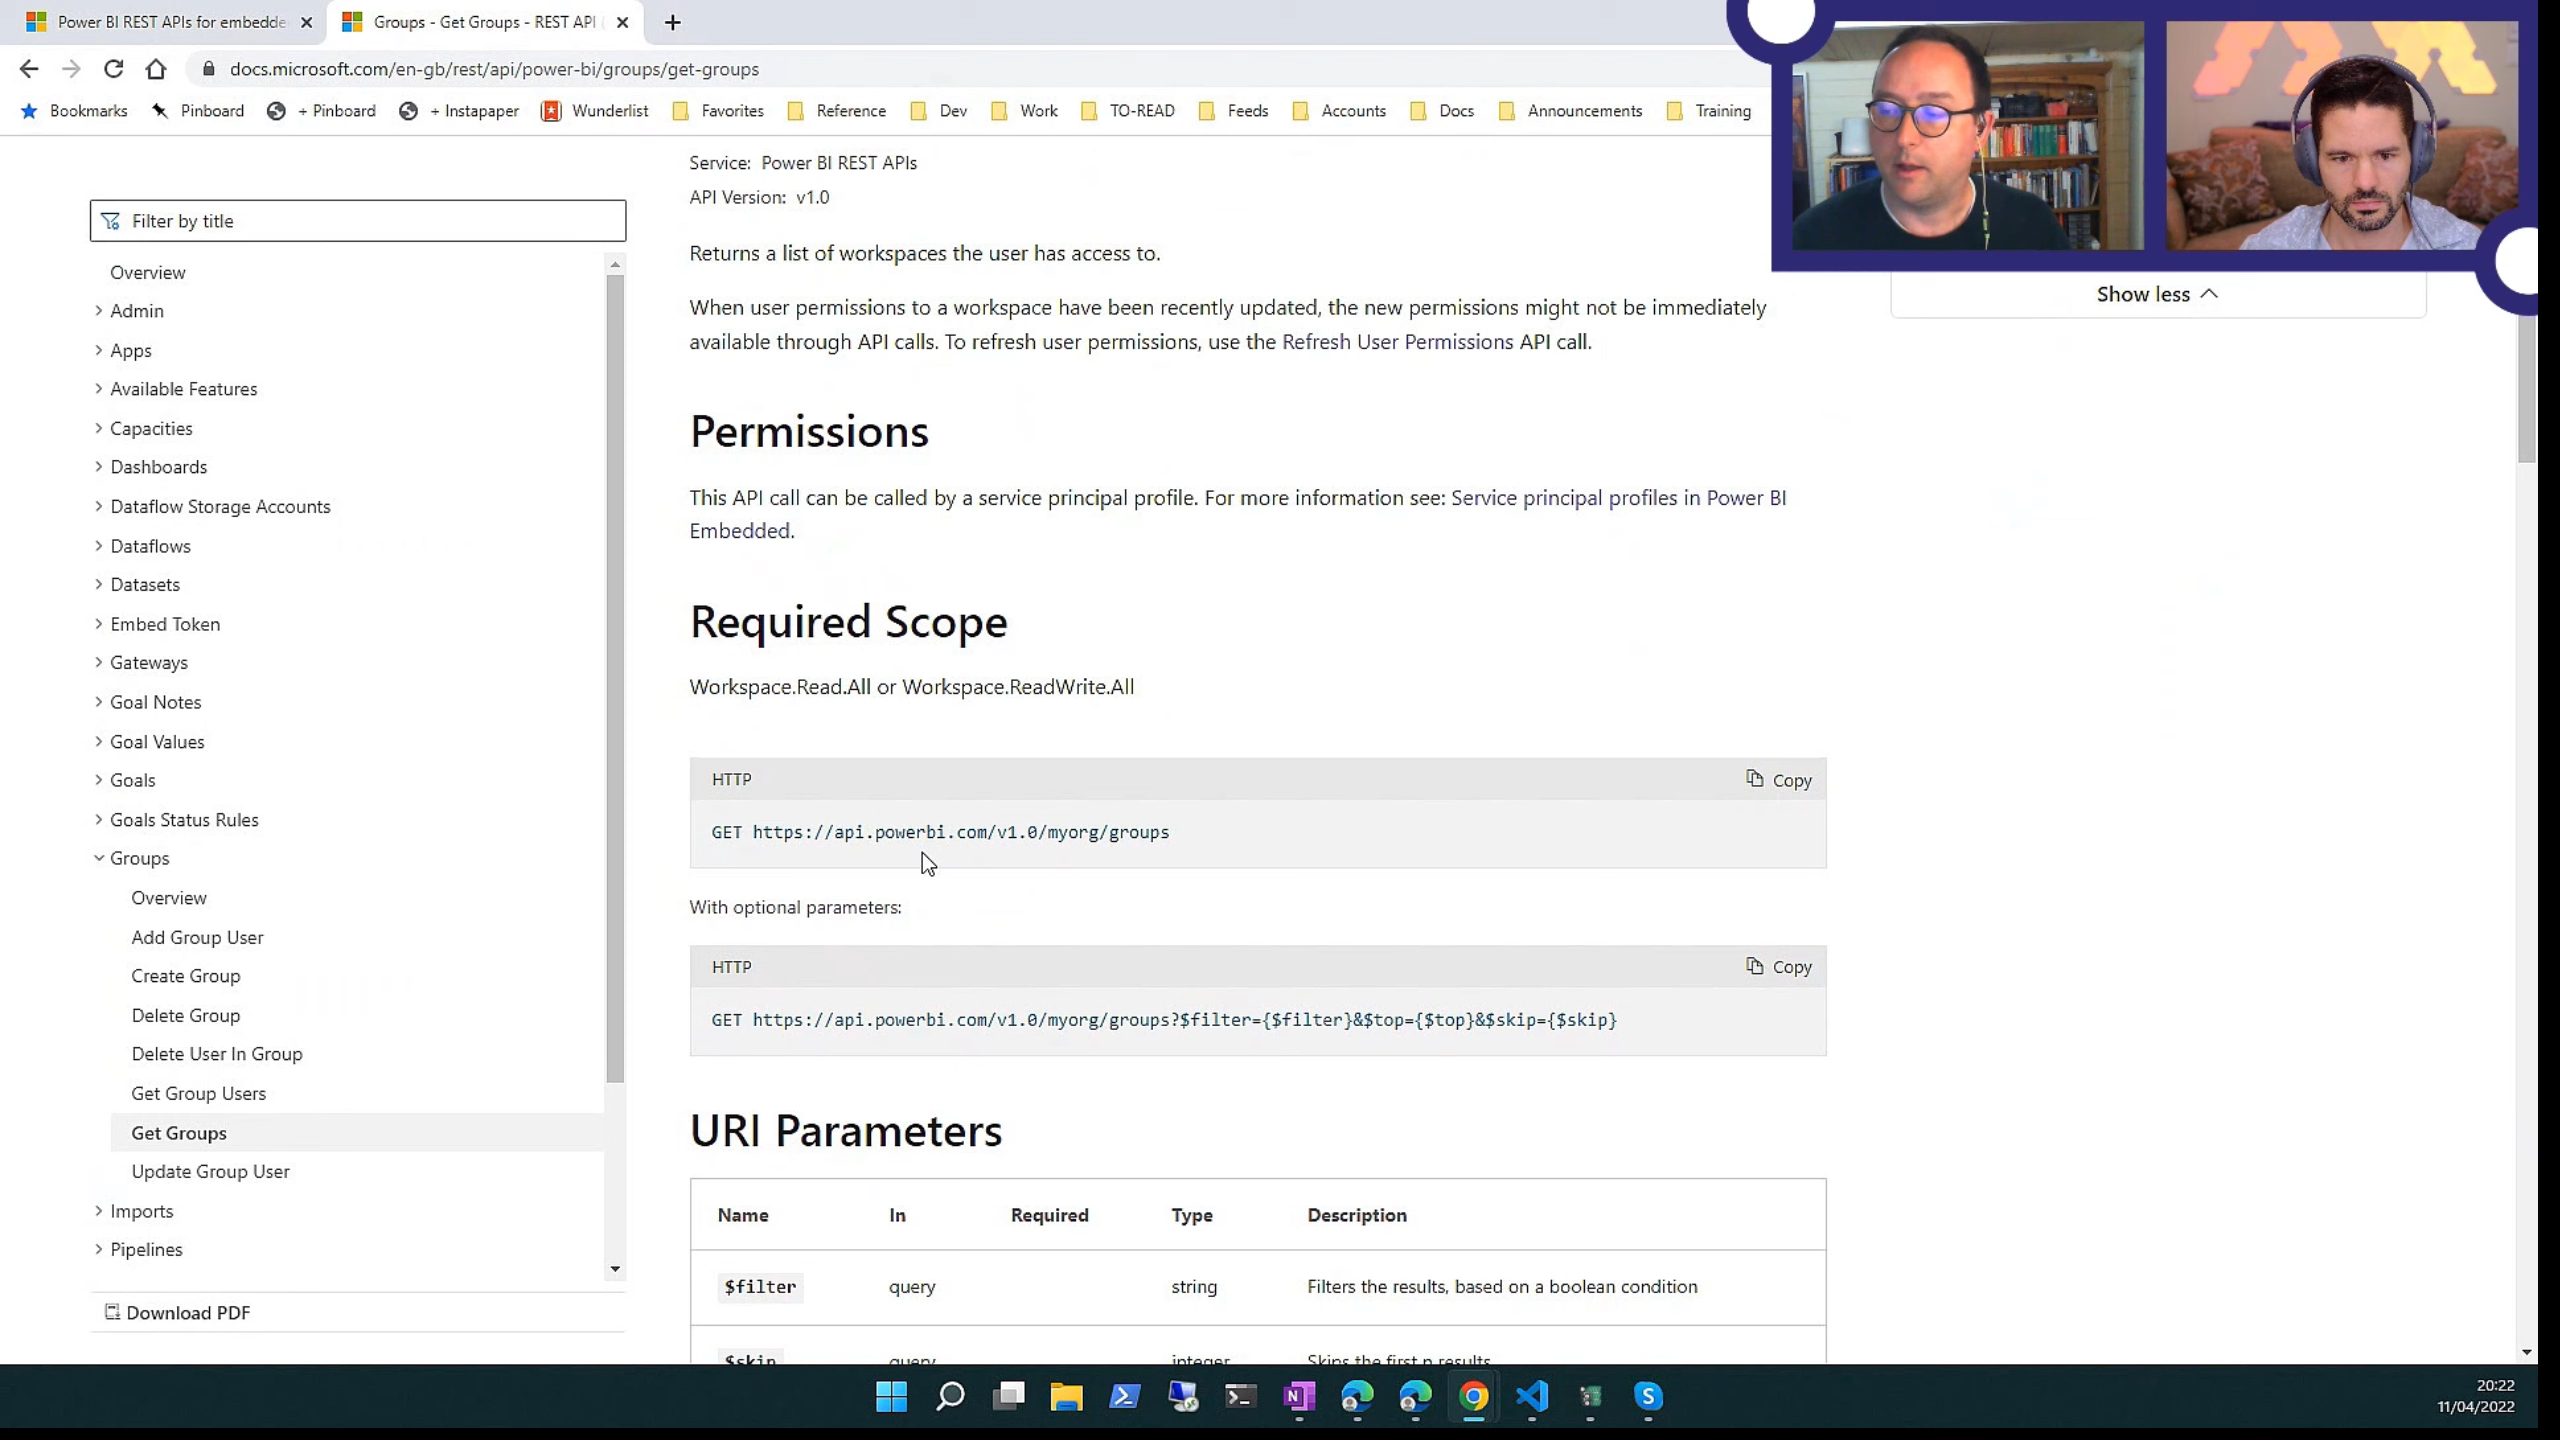 Power BI REST APIs for embedde
Groups - Get Groups - REST API (
docs.microsoft.com/en-gb/rest/api/power-bi/groups/get-groups
Bookmarks
Pinboard
+ Pinboard
+ Instapaper
Wunderlist
Favorites
Reference
Dev
Work
TO-READ
Feeds
Accounts
Docs
Announcements
Training
Filter by title
Overview
Admin
Apps
Available Features
Capacities
Dashboards
Dataflow Storage Accounts
Dataflows
Datasets
Embed Token
Gateways
Goal Notes
Goal Values
Goals
Goals Status Rules
Groups
Overview
Add Group User
Create Group
Delete Group
Delete User In Group
Get Group Users
Get Groups
Update Group User
Imports
Pipelines
Download PDF
Service: Power BI REST APIs
API Version: v1.0
Returns a list of workspaces the user has access to.
When user permissions to a workspace have been recently updated, the new permissions might not be immediately
available through API calls. To refresh user permissions, use the Refresh User Permissions API call.
Permissions
This API call can be called by a service principal profile. For more information see: Service principal profiles in Power BI
Embedded.
Required Scope
Workspace.Read.All or Workspace.ReadWrite.All
HTTP
Copy
GET https://api.powerbi.com/v1.0/myorg/groups
With optional parameters:
HTTP
Copy
GET https://api.powerbi.com/v1.0/myorg/groups?$filter={$filter}&$top={$top}&$skip={$skip}
URI Parameters
Name In Required Type Description
$filter query string Filters the results, based on a boolean condition
$skip query integer Skips the first n results
Show less
20:22
11/04/2022